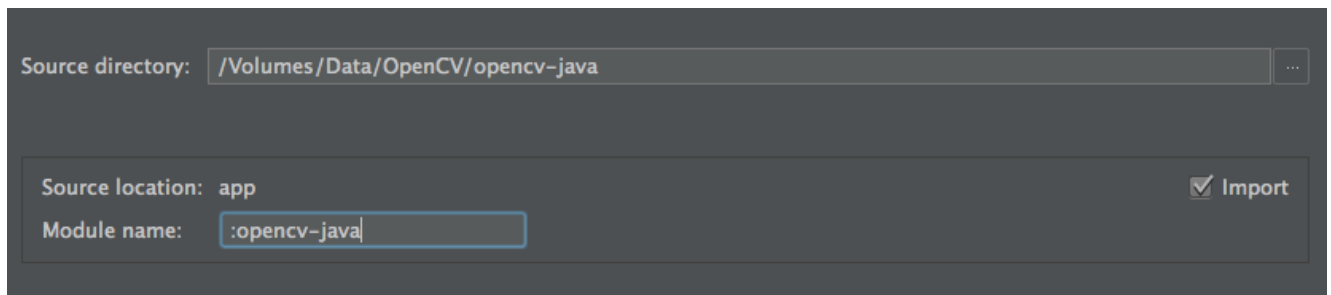 Source directory: /Volumes/Data/OpenCV/opencv-java ...
Source location: app Import
Module name: :opencv-java